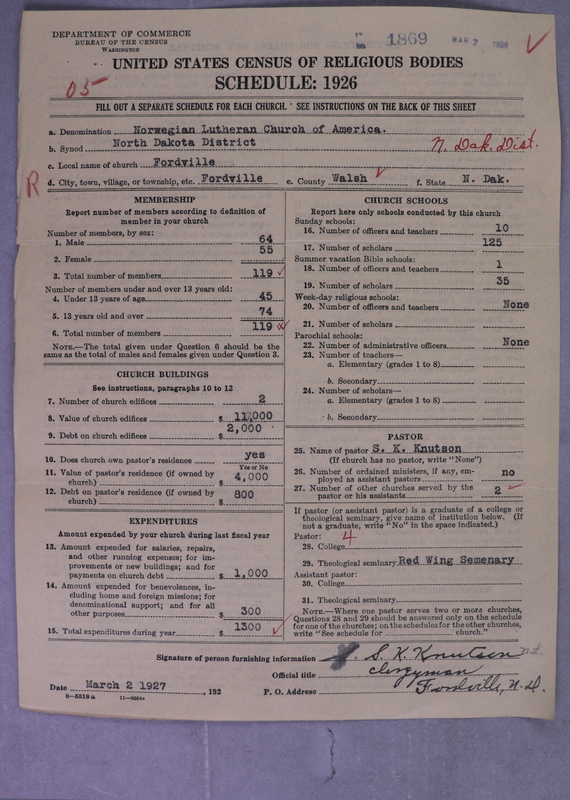 DEPARTMENT OF COMMERCE
BUREAU OF THE CENSUS
WASHINGTON
1869
MAR 7
UNITED STATES CENSUS OF RELIGIOUS BODIES
05
SCHEDULE: 1926
FILL OUT A SEPARATE SCHEDULE FOR EACH CHURCH. SEE INSTRUCTIONS ON THE BACK OF THIS SHEET
a. Denomination Norwegian Lutheran Church of America.
b. Synod North Dakota District N. Dak. Dist.
c. Local name of church Fordville
R
d. City, town, village, or township, etc. Fordville e. County Walsh f. State N. Dak.
MEMBERSHIP
Report number of members according to definition of
member in your church
Number of members, by sex:
1. Male 64
2. Female 55
3. Total number of members 119
Number of members under and over 13 years old:
4. Under 13 years of age 45
5. 13 years old and over 74
6. Total number of members 119
NOTE.—The total given under Question 6 should be the
same as the total of males and females given under Question 3.
CHURCH BUILDINGS
See instructions, paragraphs 10 to 12
7. Number of church edifices 2
8. Value of church edifices $ 11,000
9. Debt on church edifices $ 2,000
10. Does church own pastor's residence yes
Yes or No
11. Value of pastor's residence (if owned by
church) $ 4,000
12. Debt on pastor's residence (if owned by
church) $ 800
EXPENDITURES
Amount expended by your church during last fiscal year
13. Amount expended for salaries, repairs,
and other running expenses; for im-
provements or new buildings; and for
payments on church debt $ 1,000
14. Amount expended for benevolences, in-
cluding home and foreign missions; for
denominational support; and for all
other purposes $ 300
15. Total expenditures during year $ 1300
CHURCH SCHOOLS
Report here only schools conducted by this church
Sunday schools:
16. Number of officers and teachers 10
17. Number of scholars 125
Summer vacation Bible schools:
18. Number of officers and teachers 1
19. Number of scholars 35
Week-day religious schools:
20. Number of officers and teachers None
21. Number of scholars
Parochial schools:
22. Number of administrative officers None
23. Number of teachers—
a. Elementary (grades 1 to 8)
b. Secondary
24. Number of scholars—
a. Elementary (grades 1 to 8)
b. Secondary
PASTOR
25. Name of pastor S. K. Knutson
(If church has no pastor, write "None")
26. Number of ordained ministers, if any, em-
ployed as assistant pastors no
27. Number of other churches served by the
pastor or his assistants 2
If pastor (or assistant pastor) is a graduate of a college or
theological seminary, give name of institution below. (If
not a graduate, write "No" in the space indicated.)
Pastor: 4
28. College
29. Theological seminary Red Wing Semenary
Assistant pastor:
30. College
31. Theological seminary
NOTE.—Where one pastor serves two or more churches,
Questions 28 and 29 should be answered only on the schedule
for one of the churches; on the schedules for the other churches,
write "See schedule for church."
Signature of person furnishing information S. K. Knutson
Official title clergyman
Date March 2 1927, 192 P. O. Address Fordville, N. D.